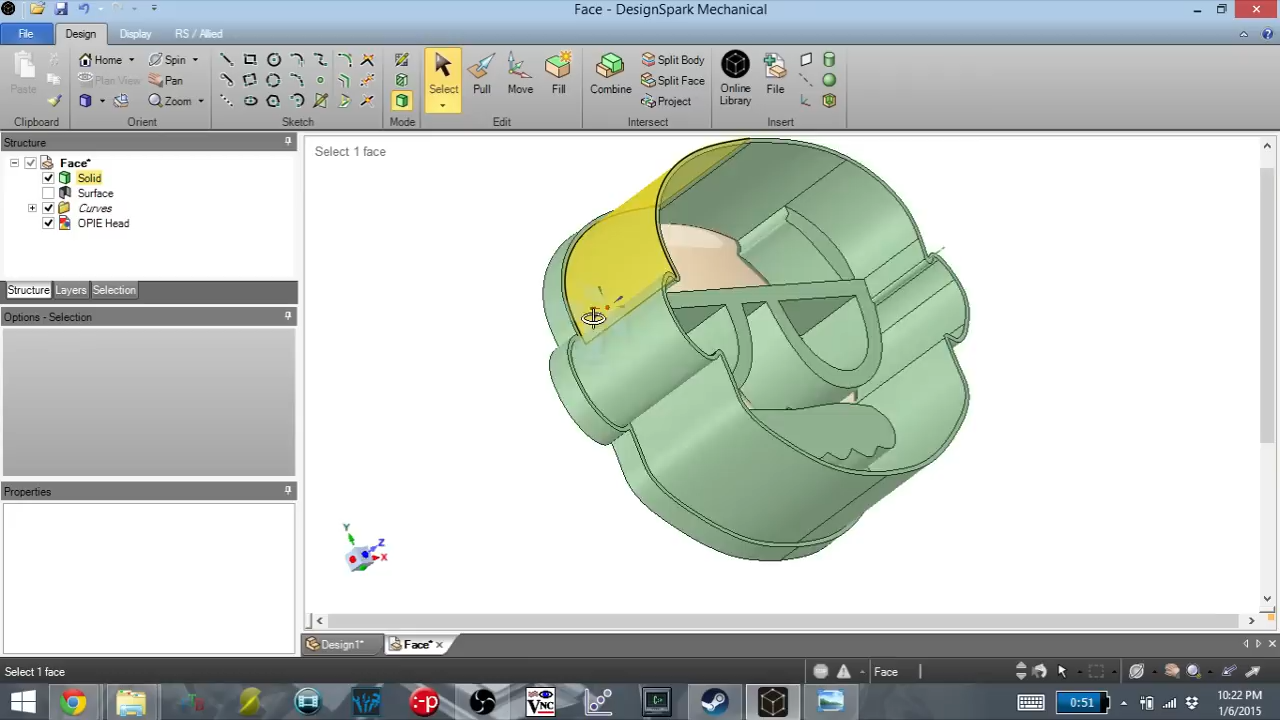 Face - DesignSpark Mechanical
File
Design
Display
RS / Allied
Paste
Home
Spin
Plan View
Pan
Zoom
Select
Pull
Move
Fill
Combine
Split Body
Split Face
Project
Online
Library
File
Clipboard
Orient
Sketch
Mode
Edit
Intersect
Insert
Structure
Face*
Solid
Surface
Curves
OPIE Head
Structure
Layers
Selection
Options - Selection
Properties
Select 1 face
Y
Z
X
Design1*
Face*
Select 1 face
Face
VNC
0:51
10:22 PM
1/6/2015